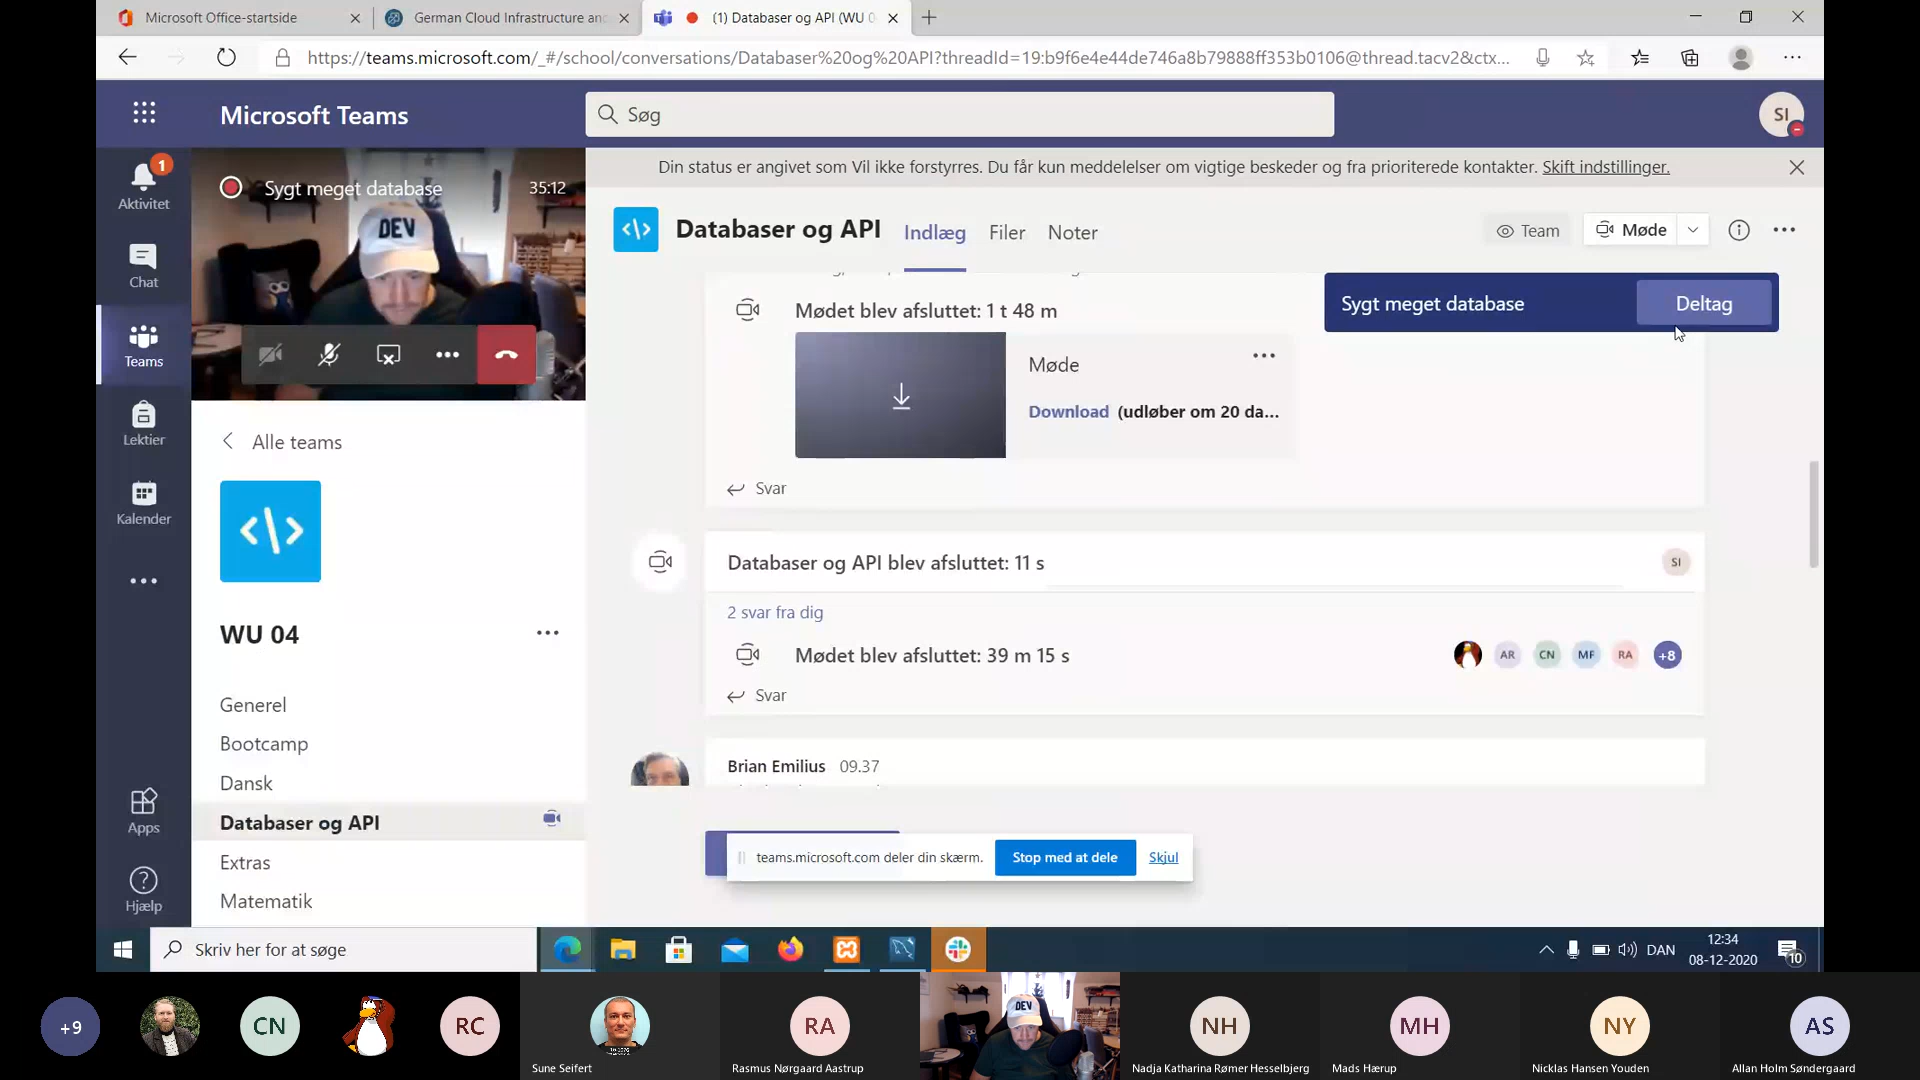 Microsoft Office-startside
German Cloud Infrastructure an
(1) Databaser og API (WU 0
https://teams.microsoft.com/_#/school/conversations/Databaser%20og%20API?threadId=19:b9f6e4e44de746a8b79888ff353b0106@thread.tacv2&ctx...
Microsoft Teams
Søg
SI
Din status er angivet som Vil ikke forstyrres. Du får kun meddelelser om vigtige beskeder og fra prioriterede kontakter. Skift indstillinger.
1
Aktivitet
Chat
Teams
Lektier
Kalender
Apps
Hjælp
Sygt meget database 35:12
DEV
Alle teams
WU 04
Generel
Bootcamp
Dansk
Databaser og API
Extras
Matematik
Databaser og API Indlæg Filer Noter
Team Møde
Sygt meget database Deltag
Mødet blev afsluttet: 1 t 48 m
Møde
Download (udløber om 20 da...
Svar
Databaser og API blev afsluttet: 11 s
SI
2 svar fra dig
Mødet blev afsluttet: 39 m 15 s
AR CN MF RA +8
Svar
Brian Emilius 09.37
teams.microsoft.com deler din skærm. Stop med at dele Skjul
Skriv her for at søge
DAN
12:34
08-12-2020
10
+9
CN
RC
Sune Seifert
RA
Rasmus Nørgaard Aastrup
DEV
NH
Nadja Katharina Rømer Hesselbjerg
MH
Mads Hærup
NY
Nicklas Hansen Youden
AS
Allan Holm Søndergaard